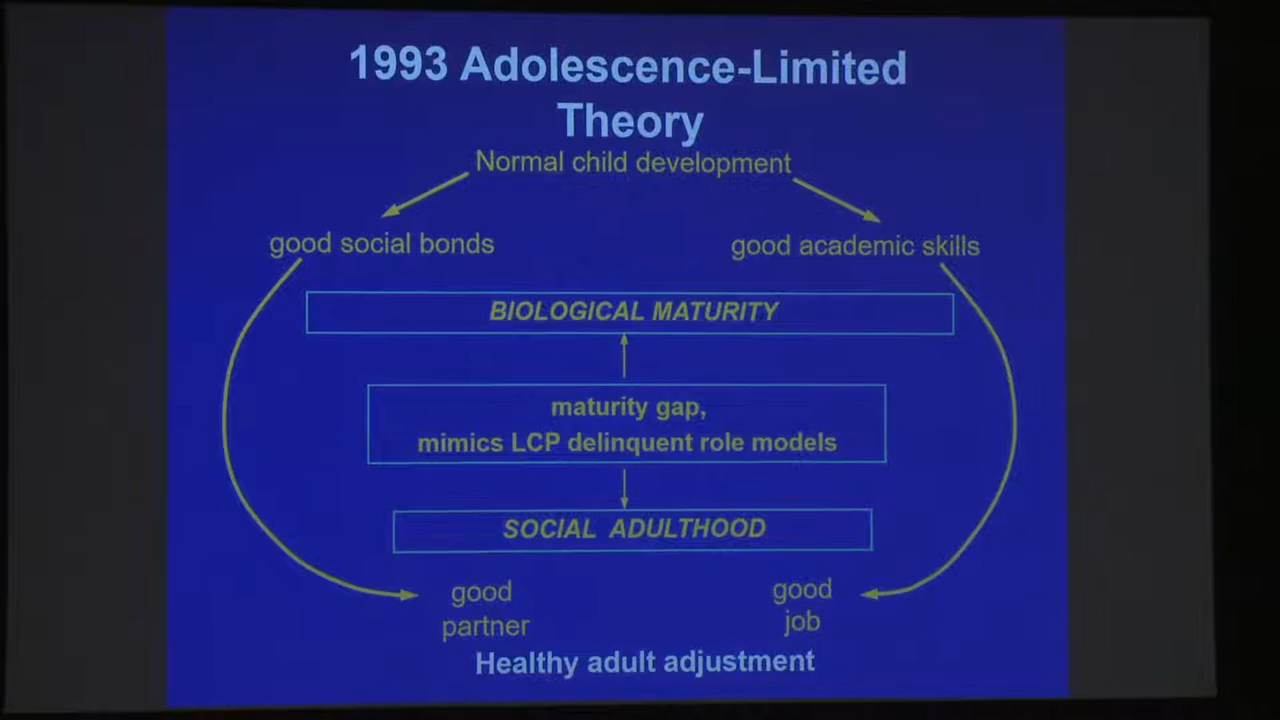 1993 Adolescence-Limited
Theory
Normal child development
good social bonds
good academic skills
BIOLOGICAL MATURITY
maturity gap,
mimics LCP delinquent role models
SOCIAL ADULTHOOD
good
partner
good
job
Healthy adult adjustment